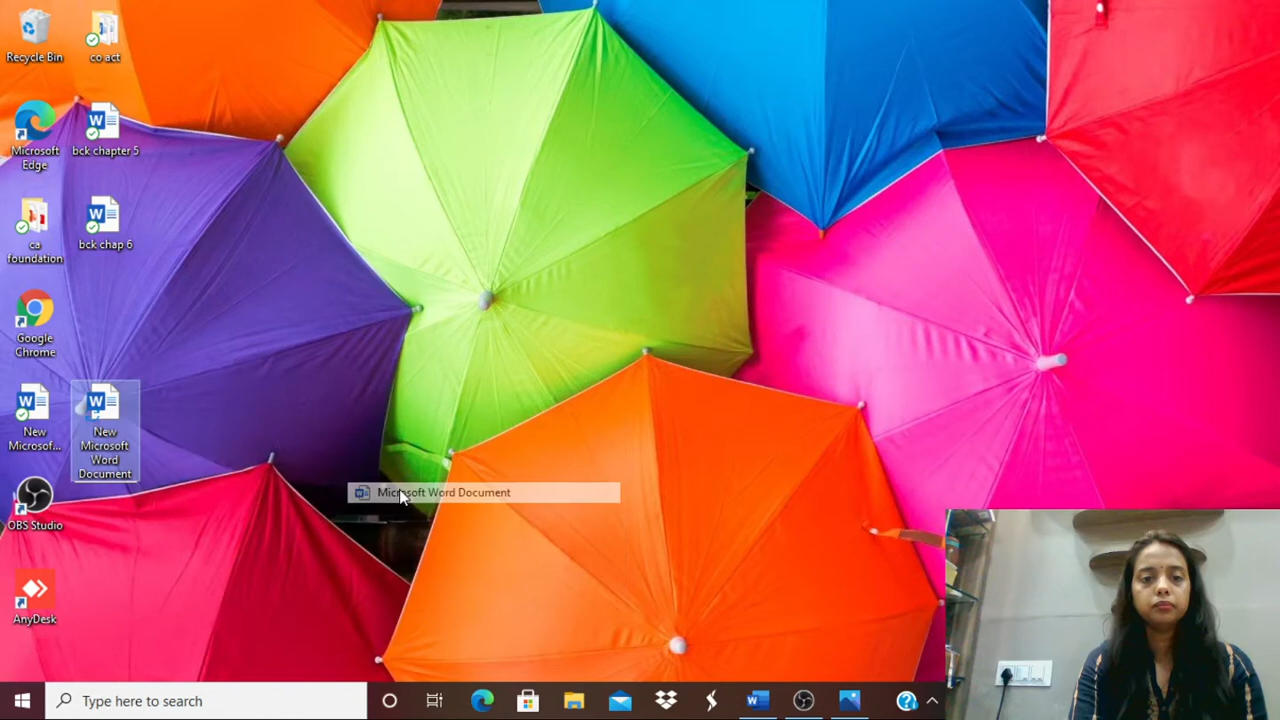 Recycle Bin
co act
Microsoft
Edge
bck chapter 5
ca
foundation
bck chap 6
Google
Chrome
New
Microsof...
New
Microsoft
Word
Document
Microsoft Word Document
OBS Studio
AnyDesk
Type here to search